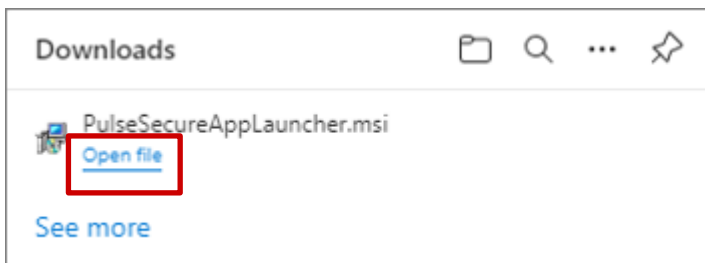 Downloads
PulseSecureAppLauncher.msi
Open file
See more